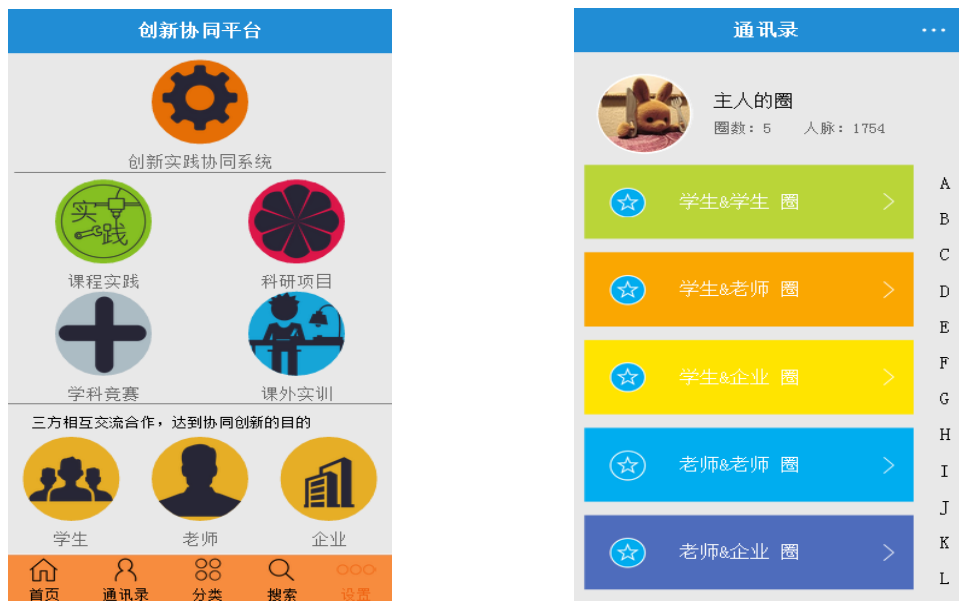 创新协同平台
创新实践协同系统
实
践
课程实践
科研项目
学科竞赛
课外实训
三方相互交流合作，达到协同创新的目的
学生
老师
企业
首页
通讯录
分类
搜索
设置
通讯录
...
主人的圈
圈数：5 人脉：1754
学生&学生 圈
学生&老师 圈
学生&企业 圈
老师&老师 圈
老师&企业 圈
A
B
C
D
E
F
G
H
I
J
K
L